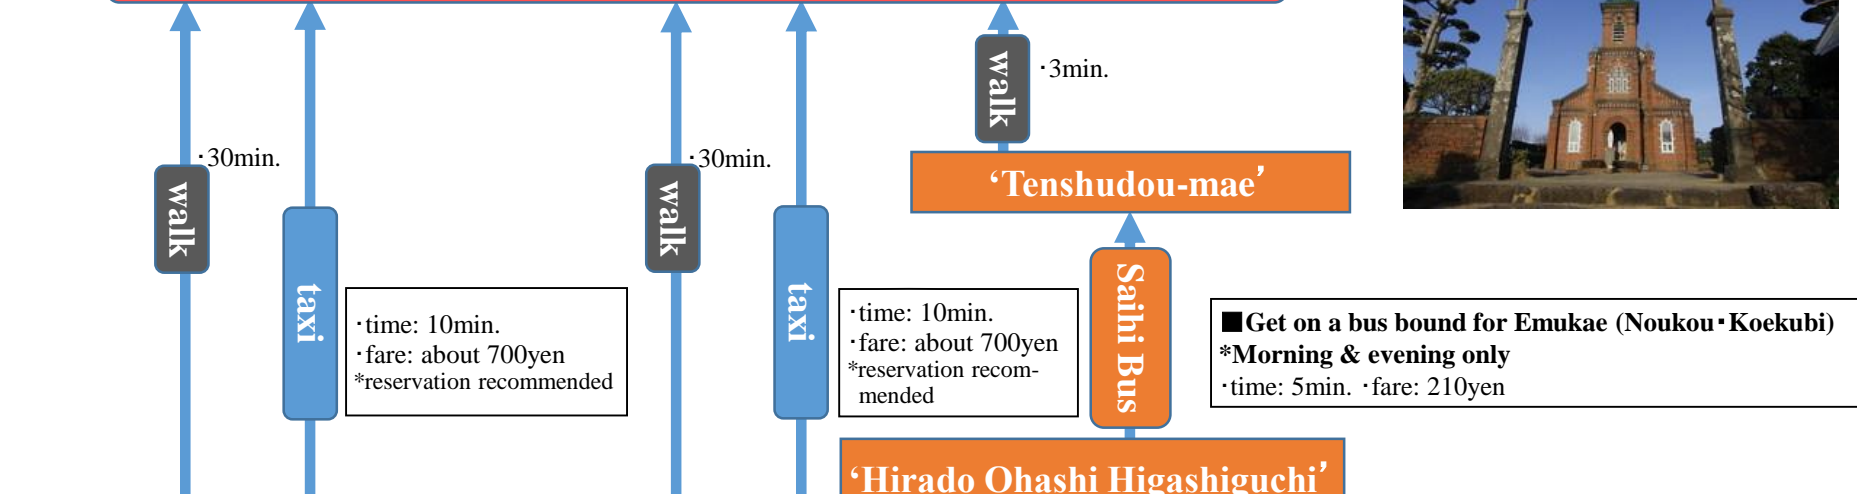 walk
・3min.
‘Tenshudou-mae’
・30min.
walk
taxi
・time: 10min.
・fare: about 700yen
*reservation recommended
・30min.
walk
taxi
・time: 10min.
・fare: about 700yen
*reservation recom-
mended
Saihi Bus
■Get on a bus bound for Emukae (Noukou・Koekubi)
*Morning & evening only
・time: 5min. ・fare: 210yen
‘Hirado Ohashi Higashiguchi’